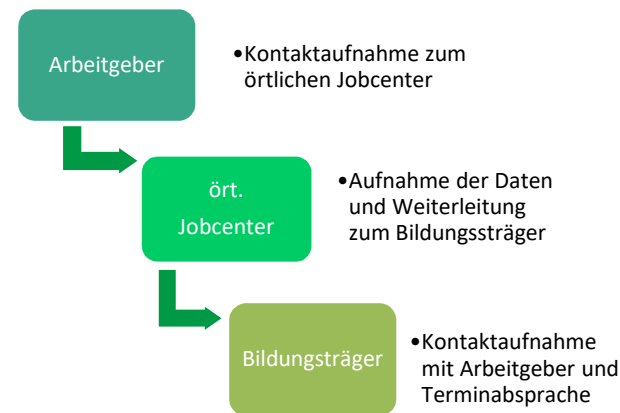 Arbeitgeber
•Kontaktaufnahme zum
örtlichen Jobcenter
ört.
Jobcenter
•Aufnahme der Daten
und Weiterleitung
zum Bildungssträger
Bildungsträger
•Kontaktaufnahme
mit Arbeitgeber und
Terminabsprache